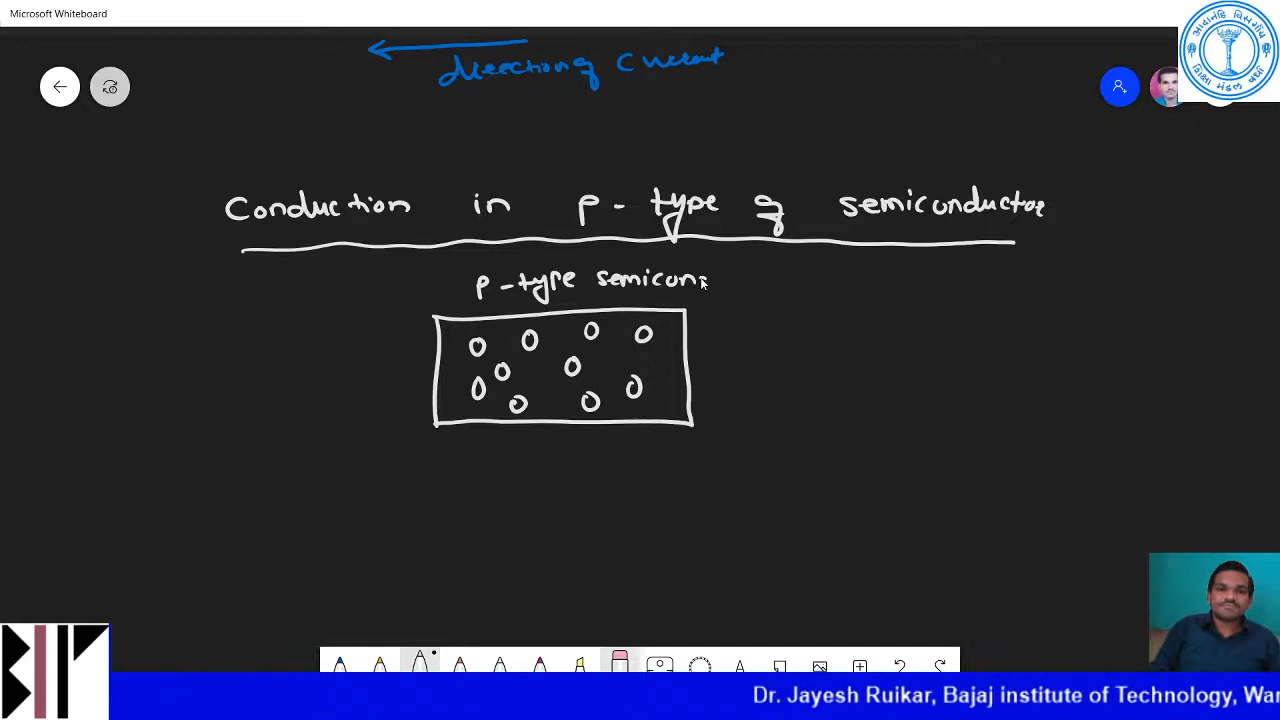 Microsoft Whiteboard
direction of Current
Conduction in p-type of semiconductor
p-type semicon
Dr. Jayesh Ruikar, Bajaj institute of Technology, War